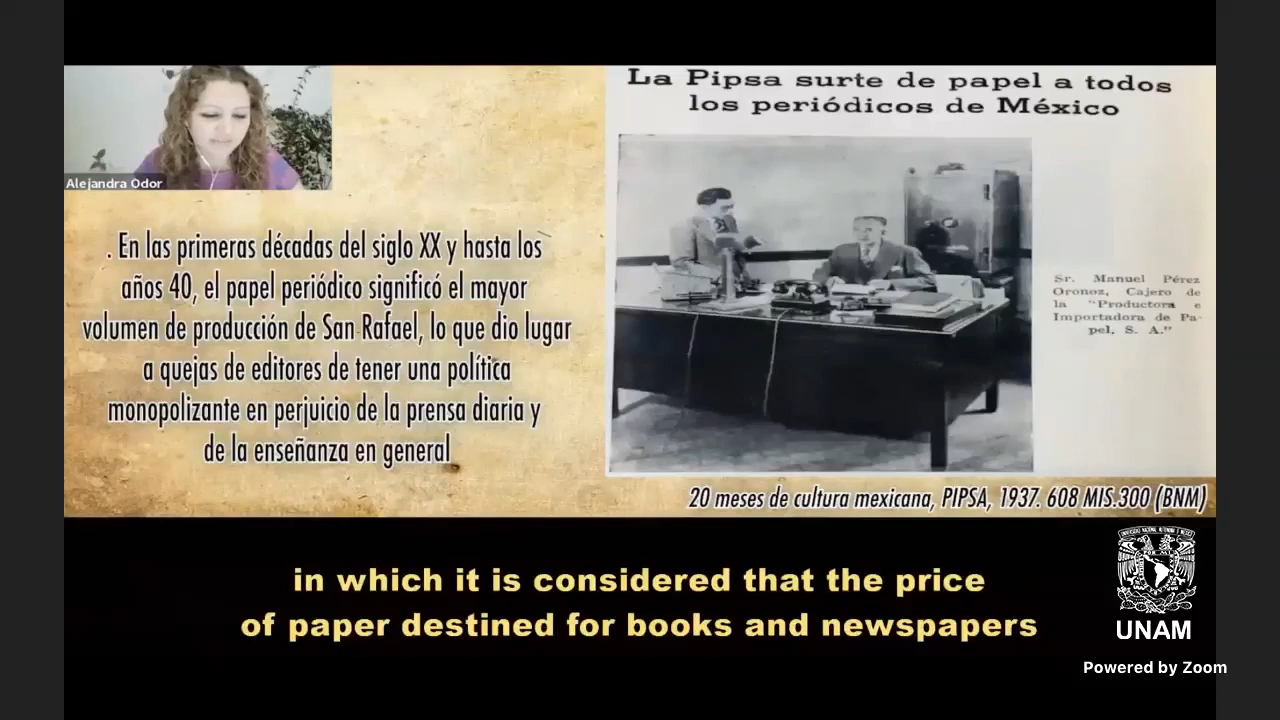 Alejandra Odor
. En las primeras décadas del siglo XX y hasta los
años 40, el papel periódico significó el mayor
volumen de producción de San Rafael, lo que dio lugar
a quejas de editores de tener una política
monopolizante en perjuicio de la prensa diaria y
de la enseñanza en general
La Pipsa surte de papel a todos
los periódicos de México
Sr. Manuel Pérez
Oronoz, Cajero de
la "Productora e
Importadora de Pa-
pel, S. A."
20 meses de cultura mexicana, PIPSA, 1937. 608 MIS.300 (BNM)
in which it is considered that the price
of paper destined for books and newspapers
UNAM
Powered by Zoom